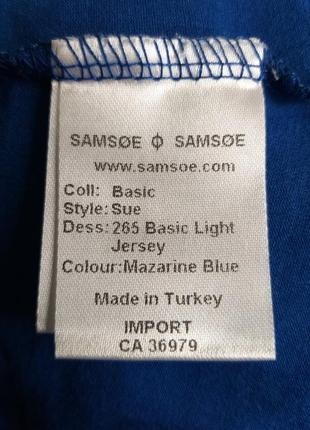 SAMSØE ϕ SAMSØE
www.samsoe.com
Coll: Basic
Style: Sue
Dess: 265 Basic Light
Jersey
Colour: Mazarine Blue
Made in Turkey
IMPORT
CA 36979